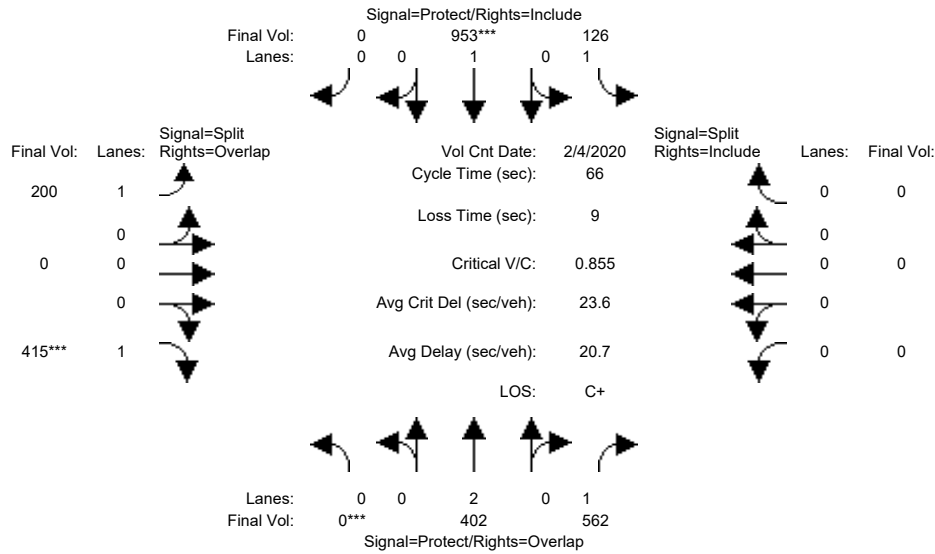 Signal=Protect/Rights=Include
Final Vol: 0 953*** 126
Lanes: 0 0 1 0 1
Signal=Split Signal=Split
Final Vol: Lanes: Rights=Overlap Vol Cnt Date: 2/4/2020 Rights=Include Lanes: Final Vol:
Cycle Time (sec): 66
200 1 0 0
Loss Time (sec): 9
0 0
0 0 Critical V/C: 0.855 0 0
0 Avg Crit Del (sec/veh): 23.6 0
415*** 1 Avg Delay (sec/veh): 20.7 0 0
LOS: C+
Lanes: 0 0 2 0 1
Final Vol: 0*** 402 562
Signal=Protect/Rights=Overlap